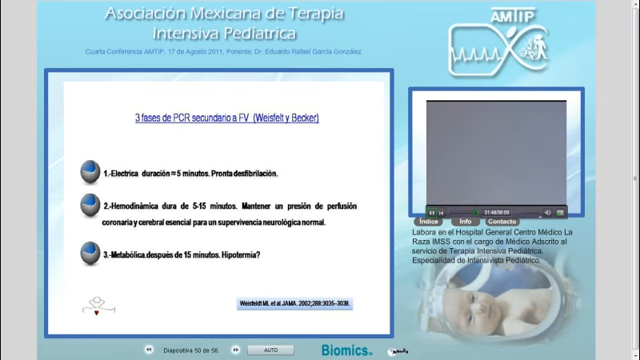 Asociación Mexicana de Terapia
Intensiva Pediatrica
Cuarta Conferencia AMTIP, 17 de Agosto 2011, Ponente: Dr. Eduardo Rafael García González.
AMTIP
3 fases de PCR secundario a FV (Weisfelt y Becker)
1.-Electrica duración ≈ 5 minutos. Pronta desfibrilación.
2.-Hemodinámica dura de 5-15 minutos. Mantener un presión de perfusión
coronaria y cerebral esencial para un supervivencia neurológica normal.
3.-Metabólica.después de 15 minutos. Hipotermia?
Weisfeldt ML et al JAMA. 2002;288:3035-3038.
Índice Info Contacto
Labora en el Hospital General Centro Médico La
Raza IMSS con el cargo de Médico Adscrito al
servicio de Terapia Intensiva Pediátrica.
Especialidad de Intensivista Pediátrico.
Diapositiva 50 de 56.
AUTO
Biomics